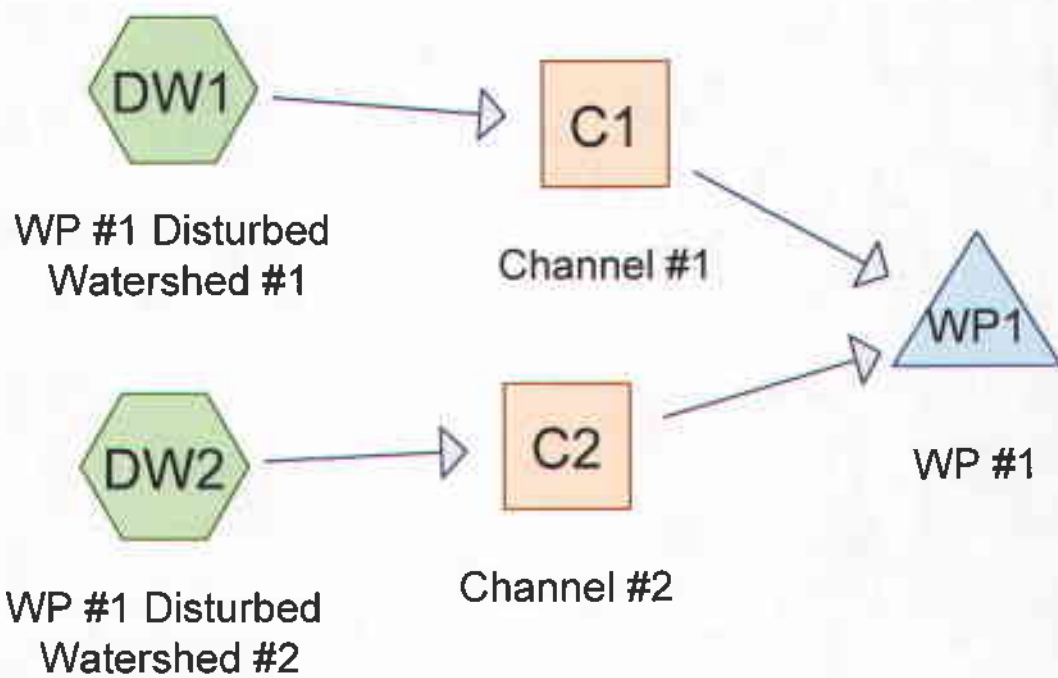 DW1
WP #1 Disturbed
Watershed #1
C1
Channel #1
WP1
WP #1
DW2
WP #1 Disturbed
Watershed #2
C2
Channel #2